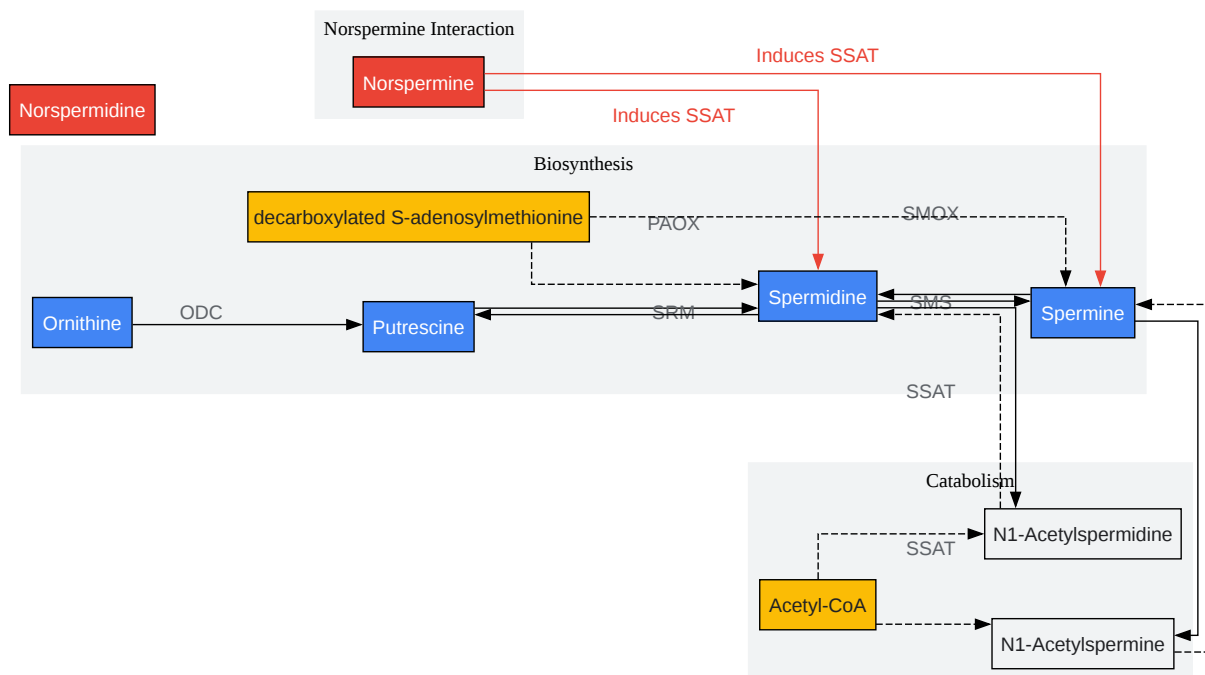 Norspermine Interaction
Norspermine
Induces SSAT
Induces SSAT
Norspermidine
Biosynthesis
decarboxylated S-adenosylmethionine
PAOX
SMOX
Ornithine
ODC
Putrescine
SRM
Spermidine
SMS
Spermine
SSAT
Catabolism
N1-Acetylspermidine
SSAT
Acetyl-CoA
N1-Acetylspermine